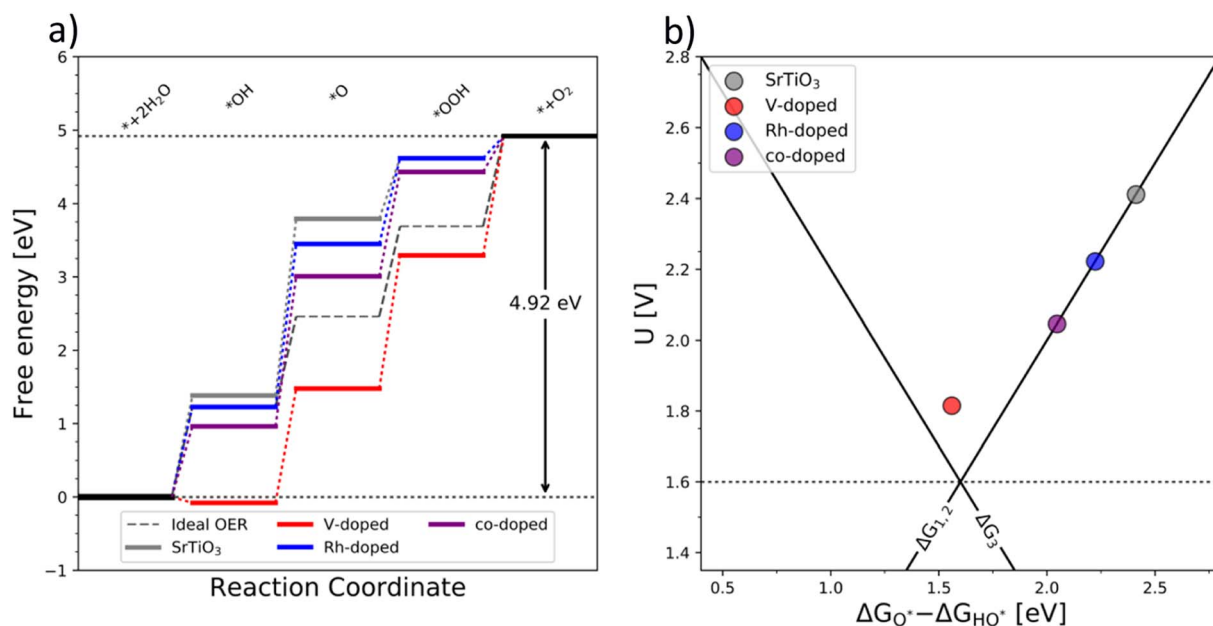 a)
6
5
4
3
2
1
0
−1
Free energy [eV]
*+2H₂O
*OH
*O
*OOH
*+O₂
4.92 eV
Ideal OER
SrTiO₃
V-doped
Rh-doped
co-doped
Reaction Coordinate
b)
2.8
2.6
2.4
2.2
2.0
1.8
1.6
1.4
U [V]
SrTiO₃
V-doped
Rh-doped
co-doped
ΔG₁,₂
ΔG₃
0.5
1.0
1.5
2.0
2.5
ΔG_O*−ΔG_HO* [eV]